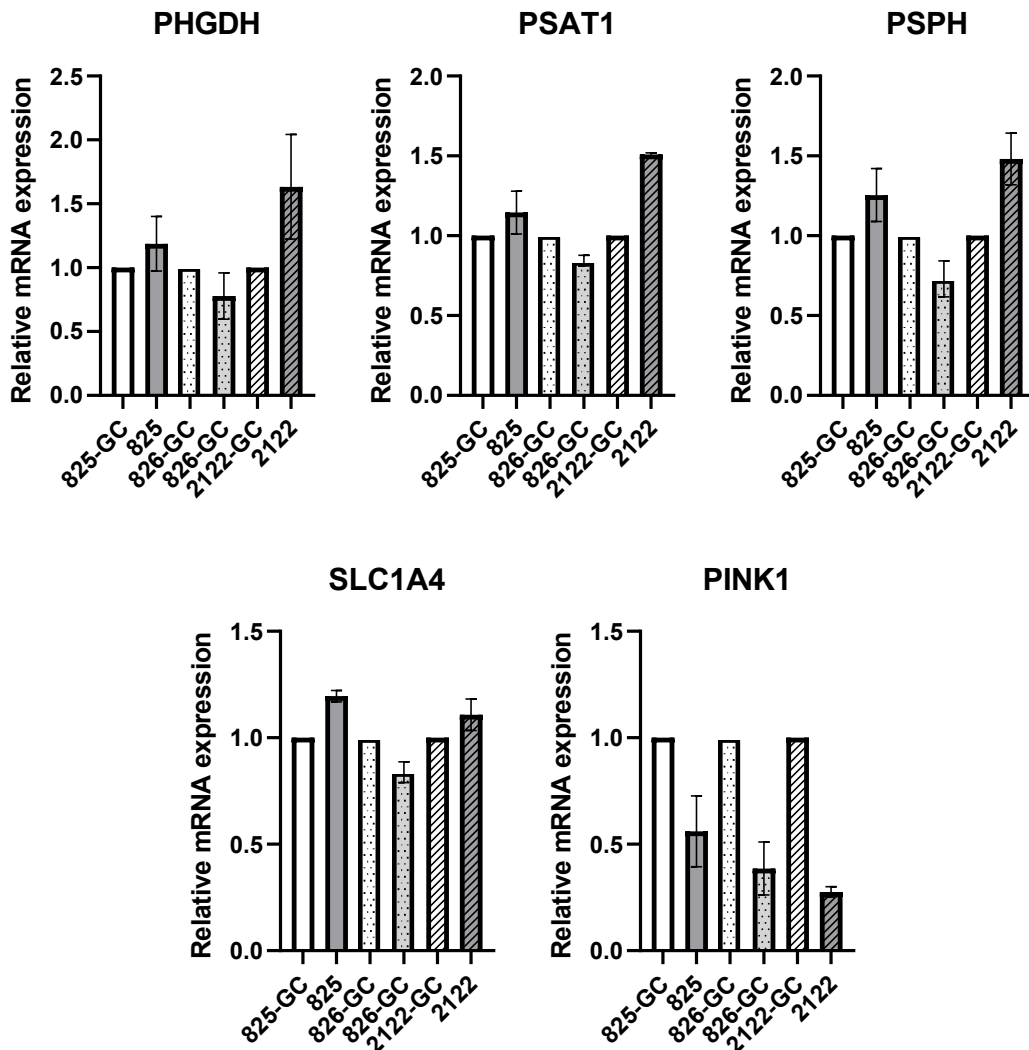 PHGDH PSAT1 PSPH
Relative mRNA expression
2.5
2.0
1.5
1.0
0.5
0.0
825-GC
825
826-GC
826-GC
2122-GC
2122
Relative mRNA expression
2.0
1.5
1.0
0.5
0.0
825-GC
825
826-GC
826-GC
2122-GC
2122
Relative mRNA expression
2.0
1.5
1.0
0.5
0.0
825-GC
825
826-GC
826-GC
2122-GC
2122
SLC1A4 PINK1
Relative mRNA expression
1.5
1.0
0.5
0.0
825-GC
825
826-GC
826-GC
2122-GC
2122
Relative mRNA expression
1.5
1.0
0.5
0.0
825-GC
825
826-GC
826-GC
2122-GC
2122